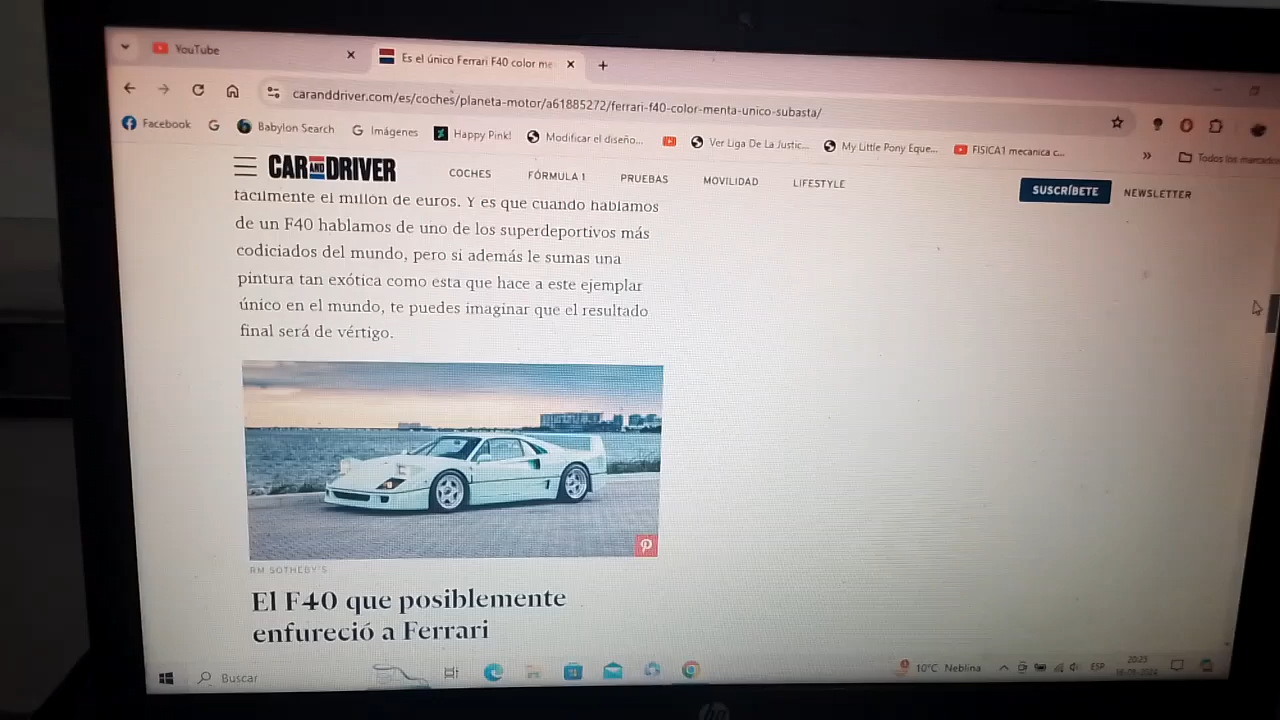 YouTube
Es el único Ferrari F40 color me
caranddriver.com/es/coches/planeta-motor/a61885272/ferrari-f40-color-menta-unico-subasta/
Facebook
Babylon Search
Imágenes
Happy Pink!
Modificar el diseño...
Ver Liga De La Justic...
My Little Pony Eque...
FISICA1 mecanica c...
»
Todos los marcado
CAR AND DRIVER
COCHES
FÓRMULA 1
PRUEBAS
MOVILIDAD
LIFESTYLE
SUSCRÍBETE
NEWSLETTER
fácilmente el millón de euros. Y es que cuando hablamos
de un F40 hablamos de uno de los superdeportivos más
codiciados del mundo, pero si además le sumas una
pintura tan exótica como esta que hace a este ejemplar
único en el mundo, te puedes imaginar que el resultado
final será de vértigo.
RM SOTHEBY'S
El F40 que posiblemente
enfureció a Ferrari
Buscar
10°C Neblina
ESP
20:25
hp